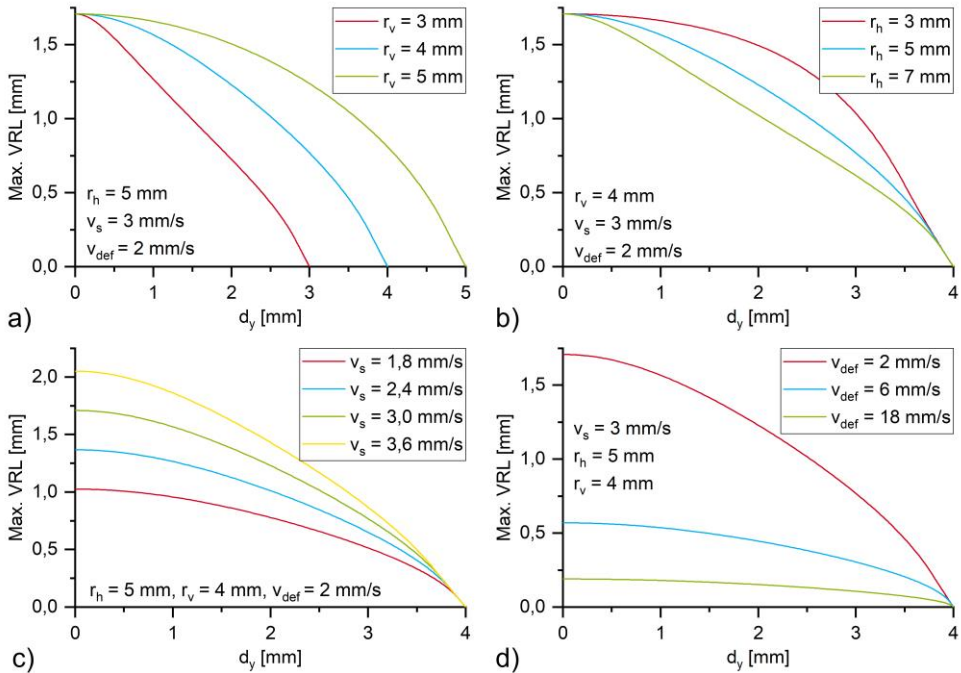 r_v = 3 mm
r_v = 4 mm
r_v = 5 mm
Max. VRL [mm]
1,5
1,0
0,5
0,0
r_h = 5 mm
v_s = 3 mm/s
v_def = 2 mm/s
0 1 2 3 4 5
a)
d_y [mm]
r_h = 3 mm
r_h = 5 mm
r_h = 7 mm
Max. VRL [mm]
1,5
1,0
0,5
0,0
r_v = 4 mm
v_s = 3 mm/s
v_def = 2 mm/s
0 1 2 3 4
b)
d_y [mm]
v_s = 1,8 mm/s
v_s = 2,4 mm/s
v_s = 3,0 mm/s
v_s = 3,6 mm/s
Max. VRL [mm]
2,0
1,5
1,0
0,5
0,0
r_h = 5 mm, r_v = 4 mm, v_def = 2 mm/s
0 1 2 3 4
c)
d_y [mm]
v_def = 2 mm/s
v_def = 6 mm/s
v_def = 18 mm/s
Max. VRL [mm]
1,5
1,0
0,5
0,0
v_s = 3 mm/s
r_h = 5 mm
r_v = 4 mm
0 1 2 3 4
d)
d_y [mm]